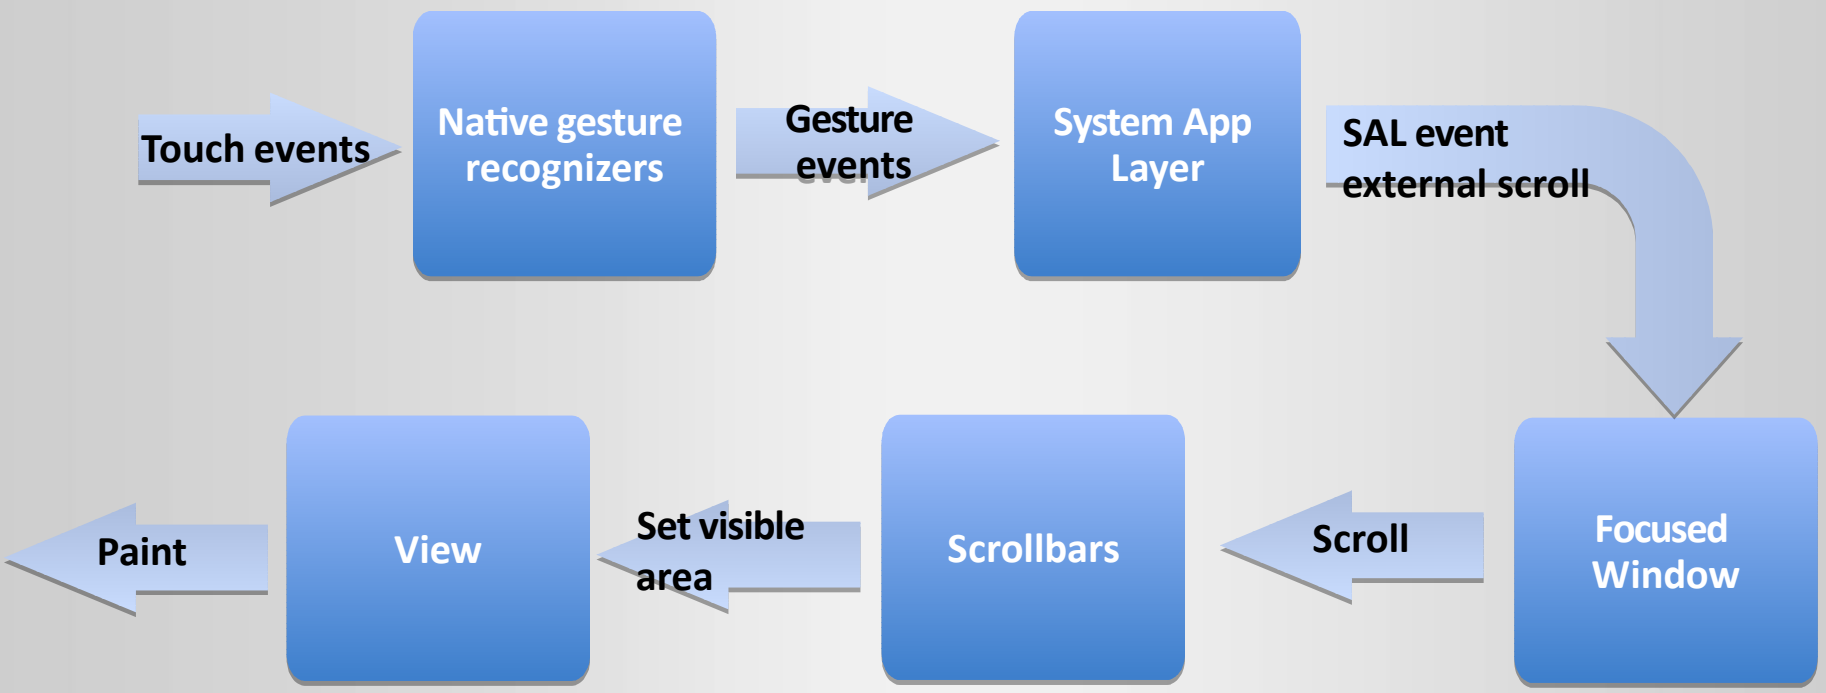 Touch events
Native gesture
recognizers
Gesture
events
System App
Layer
SAL event
external scroll
Focused
Window
Scroll
Scrollbars
Set visible
area
View
Paint